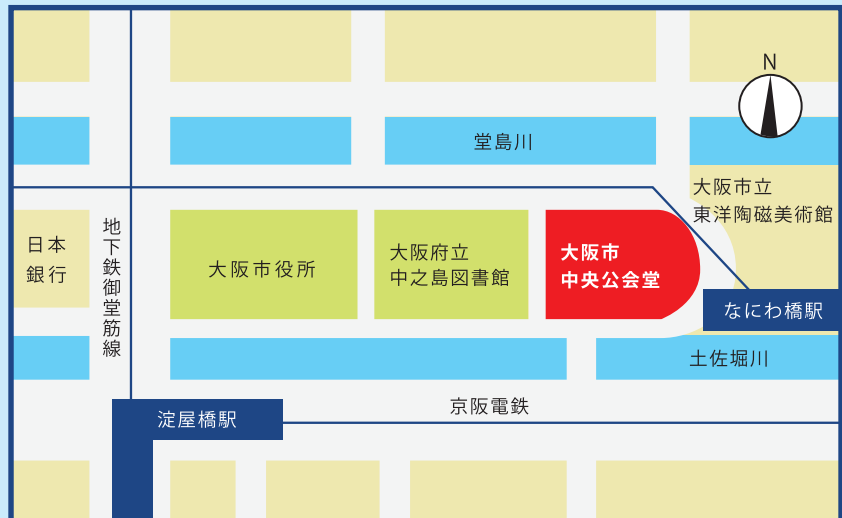 N
堂島川
大阪市立
東洋陶磁美術館
日本
銀行
地下鉄御堂筋線
大阪市役所
大阪府立
中之島図書館
大阪市
中央公会堂
なにわ橋駅
土佐堀川
京阪電鉄
淀屋橋駅